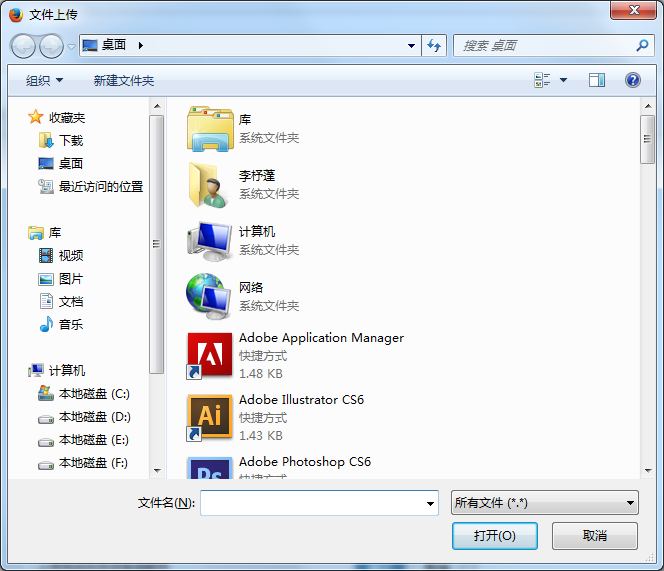 文件上传
桌面
搜索 桌面
组织
新建文件夹
收藏夹
下载
桌面
最近访问的位置
库
视频
图片
文档
音乐
计算机
本地磁盘 (C:)
本地磁盘 (D:)
本地磁盘 (E:)
本地磁盘 (F:)
库
系统文件夹
李杼蓬
系统文件夹
计算机
系统文件夹
网络
系统文件夹
Adobe Application Manager
快捷方式
1.48 KB
Ai
Adobe Illustrator CS6
快捷方式
1.43 KB
Ps
Adobe Photoshop CS6
快捷方式
文件名(N):
所有文件 (*.*)
打开(O)
取消